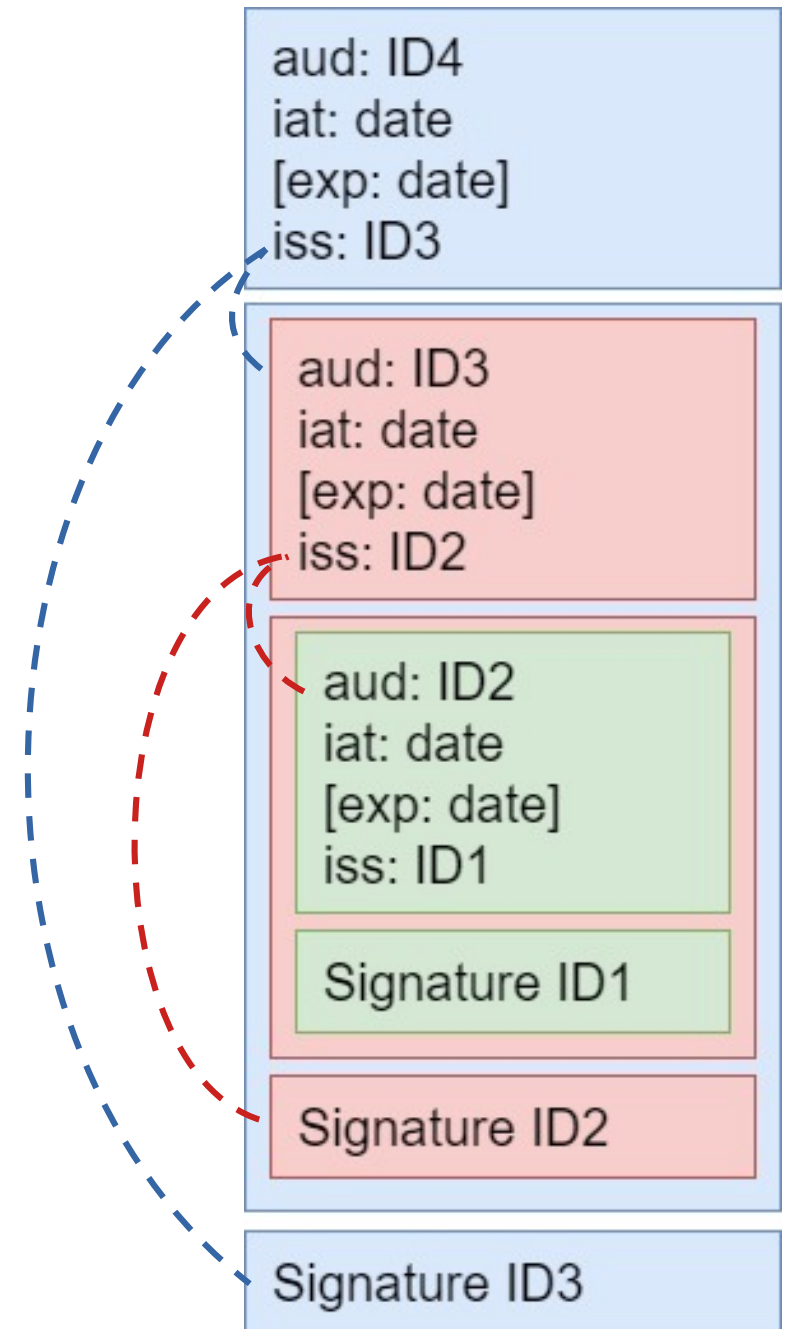 aud: ID4
iat: date
[exp: date]
iss: ID3
aud: ID3
iat: date
[exp: date]
iss: ID2
aud: ID2
iat: date
[exp: date]
iss: ID1
Signature ID1
Signature ID2
Signature ID3